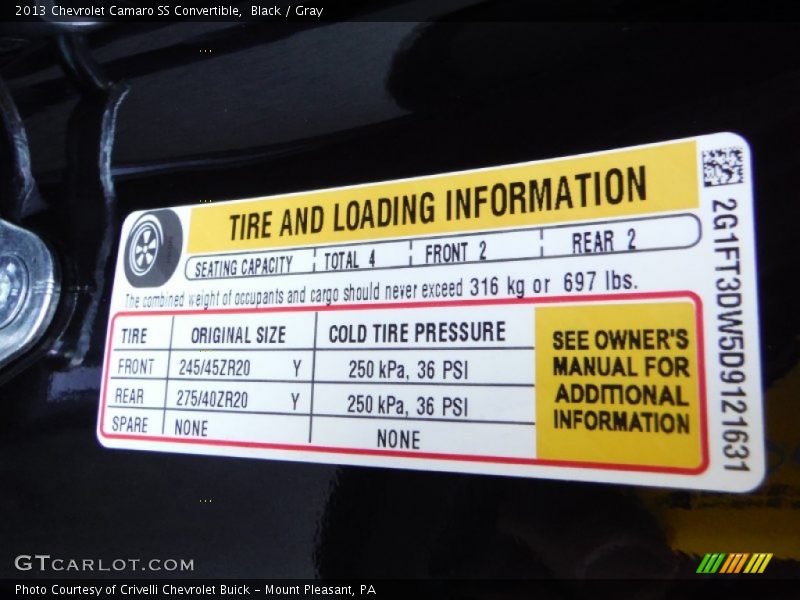 2013 Chevrolet Camaro SS Convertible, Black / Gray
TIRE AND LOADING INFORMATION
SEATING CAPACITY TOTAL 4 FRONT 2 REAR 2
The combined weight of occupants and cargo should never exceed 316 kg or 697 lbs.
TIRE ORIGINAL SIZE COLD TIRE PRESSURE
FRONT 245/45ZR20 Y 250 kPa, 36 PSI
REAR 275/40ZR20 Y 250 kPa, 36 PSI
SPARE NONE NONE
SEE OWNER'S
MANUAL FOR
ADDITIONAL
INFORMATION
2G1FT3DW5D9121631
GTCARLOT.COM
Photo Courtesy of Crivelli Chevrolet Buick - Mount Pleasant, PA